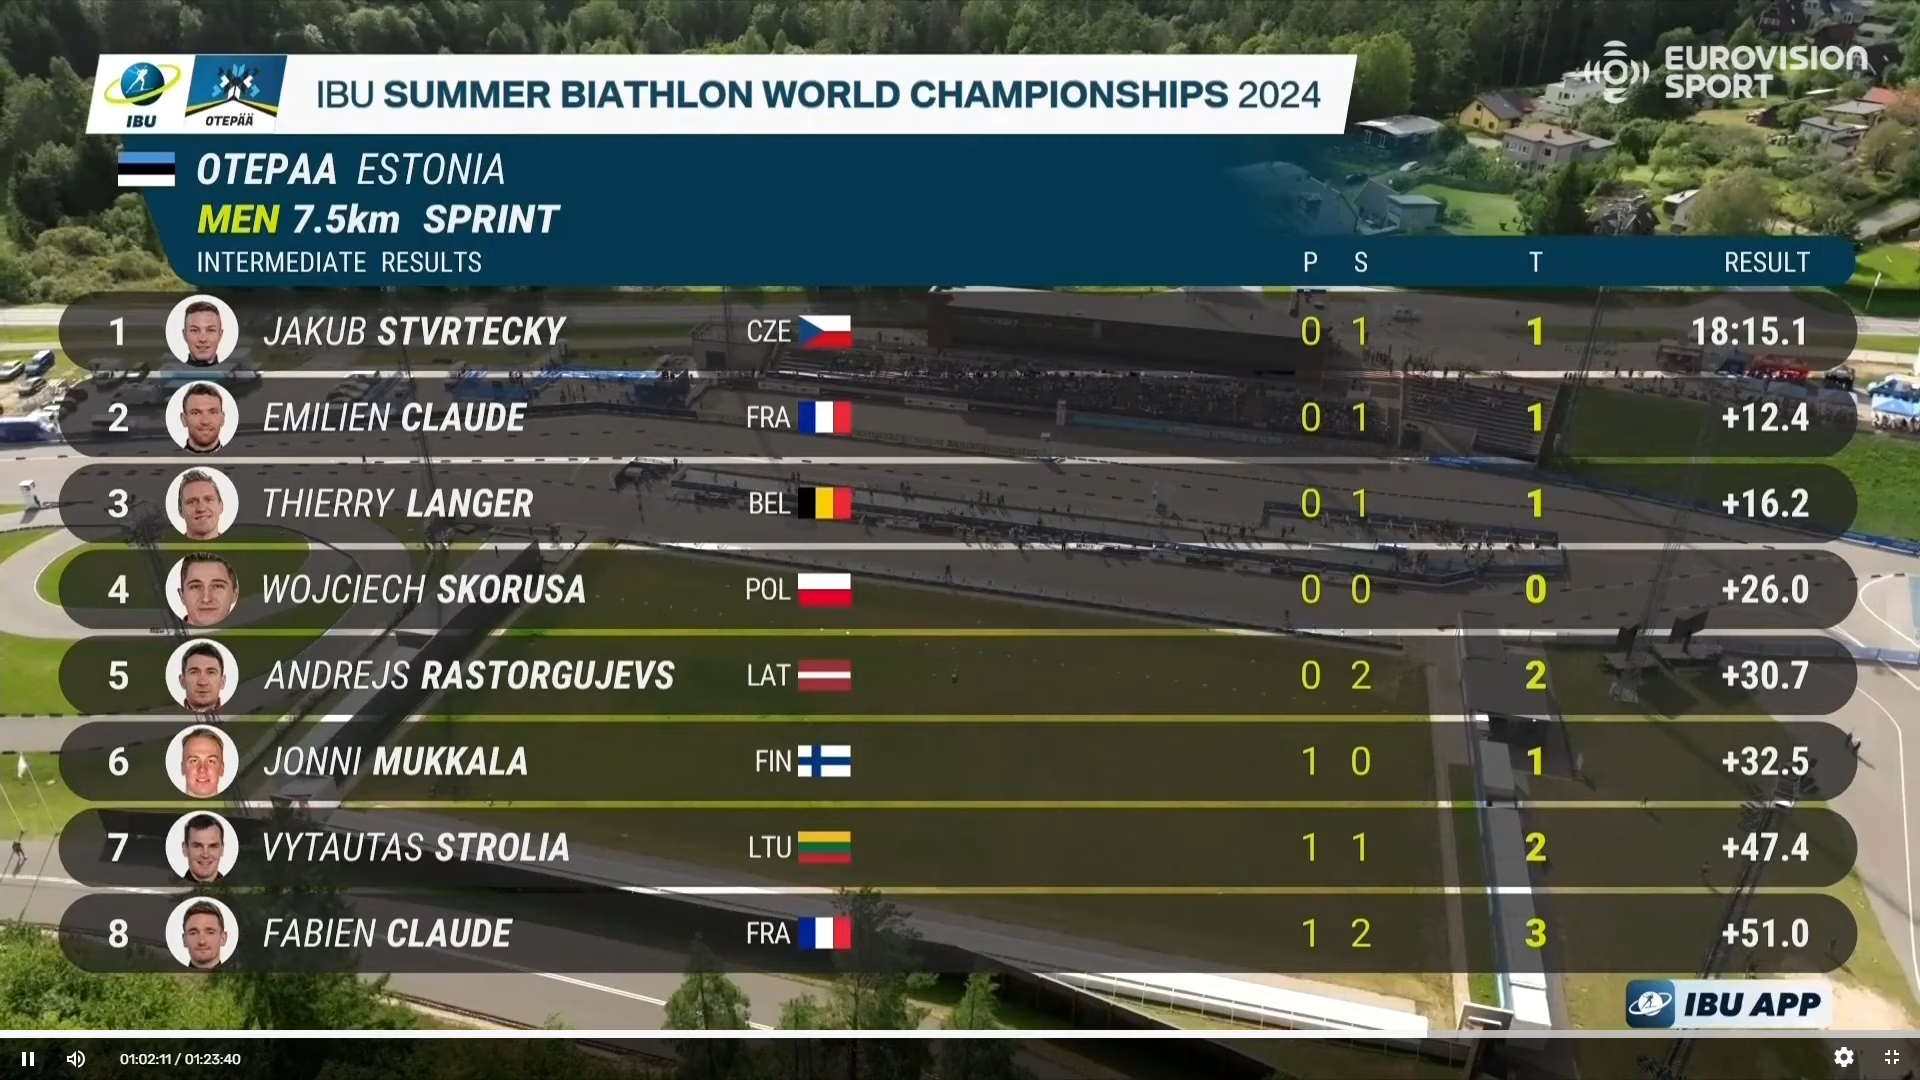 IBU
OTEPÄÄ
IBU SUMMER BIATHLON WORLD CHAMPIONSHIPS 2024
EUROVISION
SPORT
OTEPAA ESTONIA
MEN 7.5km SPRINT
INTERMEDIATE RESULTS P S T RESULT
1 JAKUB STVRTECKY CZE 0 1 1 18:15.1
2 EMILIEN CLAUDE FRA 0 1 1 +12.4
3 THIERRY LANGER BEL 0 1 1 +16.2
4 WOJCIECH SKORUSA POL 0 0 0 +26.0
5 ANDREJS RASTORGUJEVS LAT 0 2 2 +30.7
6 JONNI MUKKALA FIN 1 0 1 +32.5
7 VYTAUTAS STROLIA LTU 1 1 2 +47.4
8 FABIEN CLAUDE FRA 1 2 3 +51.0
IBU APP
01:02:11 / 01:23:40